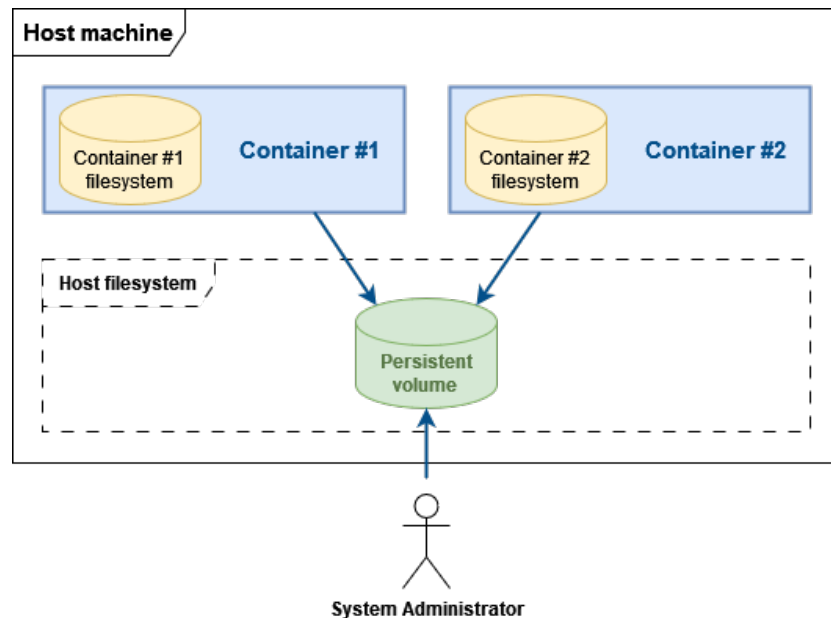 Host machine
Container #1
filesystem
Container #1
Container #2
filesystem
Container #2
Host filesystem
Persistent
volume
System Administrator